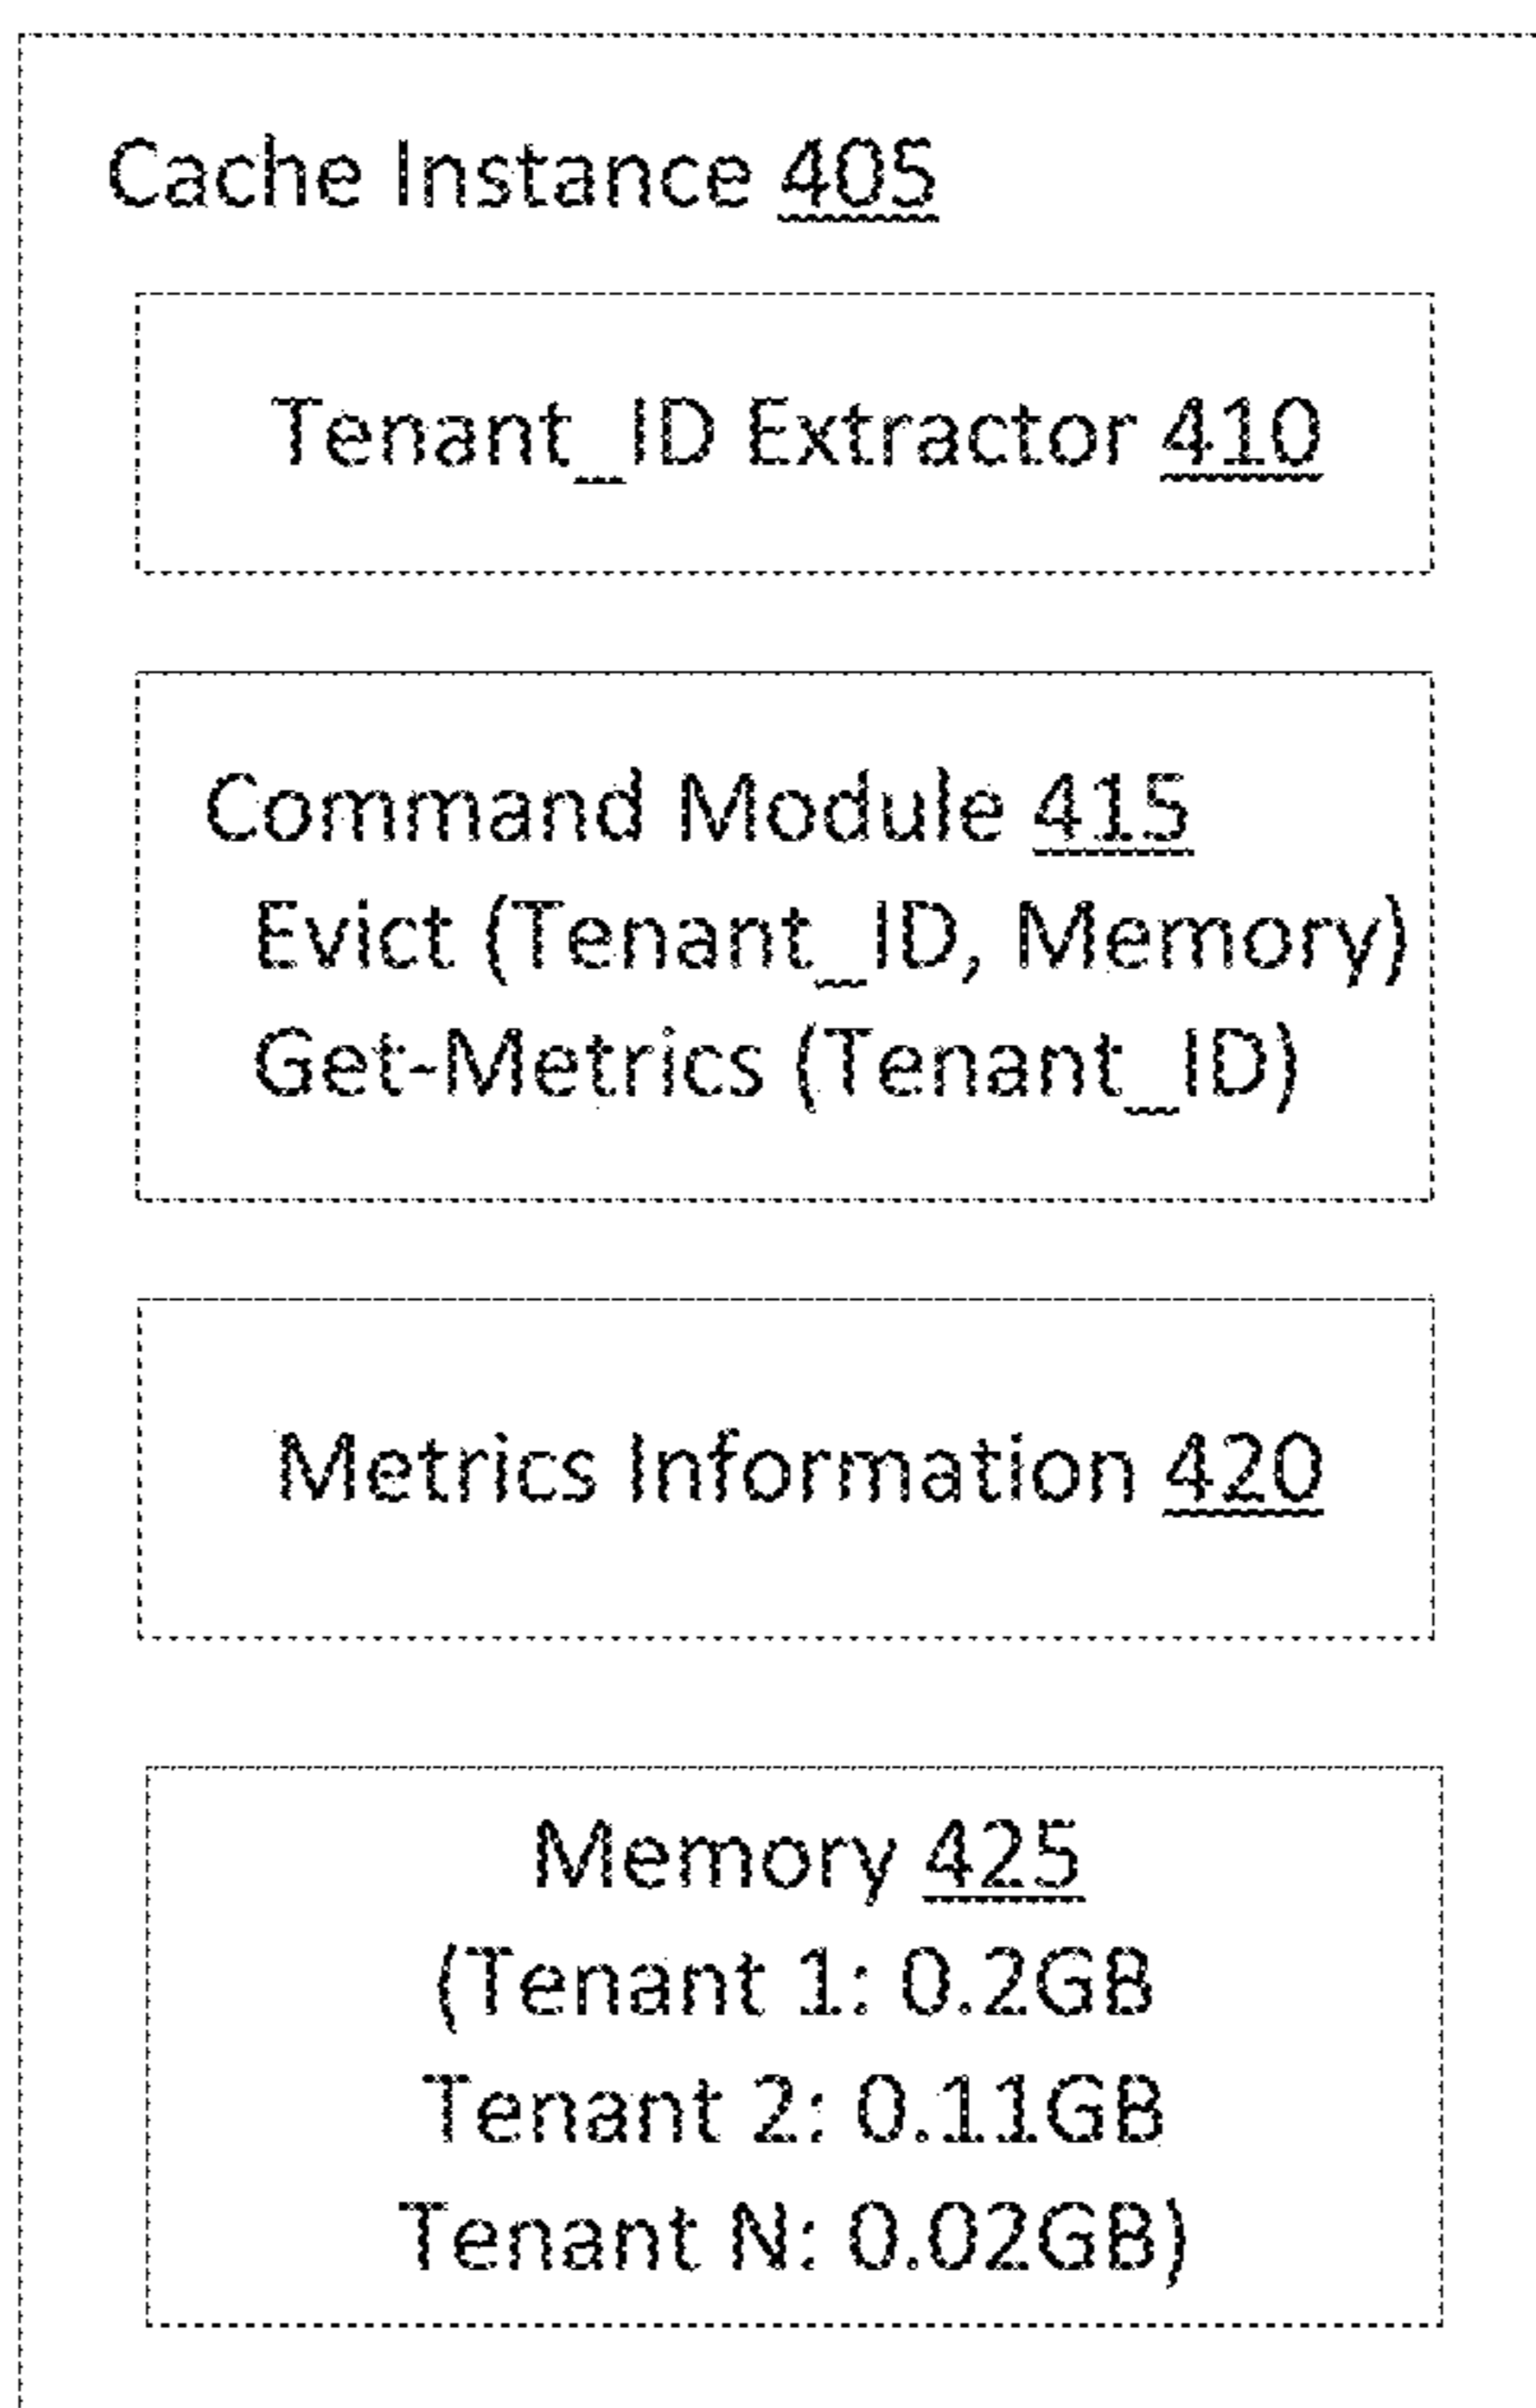 Cache Instance 405
Tenant_ID Extractor 410
Command Module 415
Evict (Tenant_ID, Memory)
Get-Metrics (Tenant_ID)
Metrics Information 420
Memory 425
(Tenant 1: 0.2GB
Tenant 2: 0.11GB
Tenant N: 0.02GB)